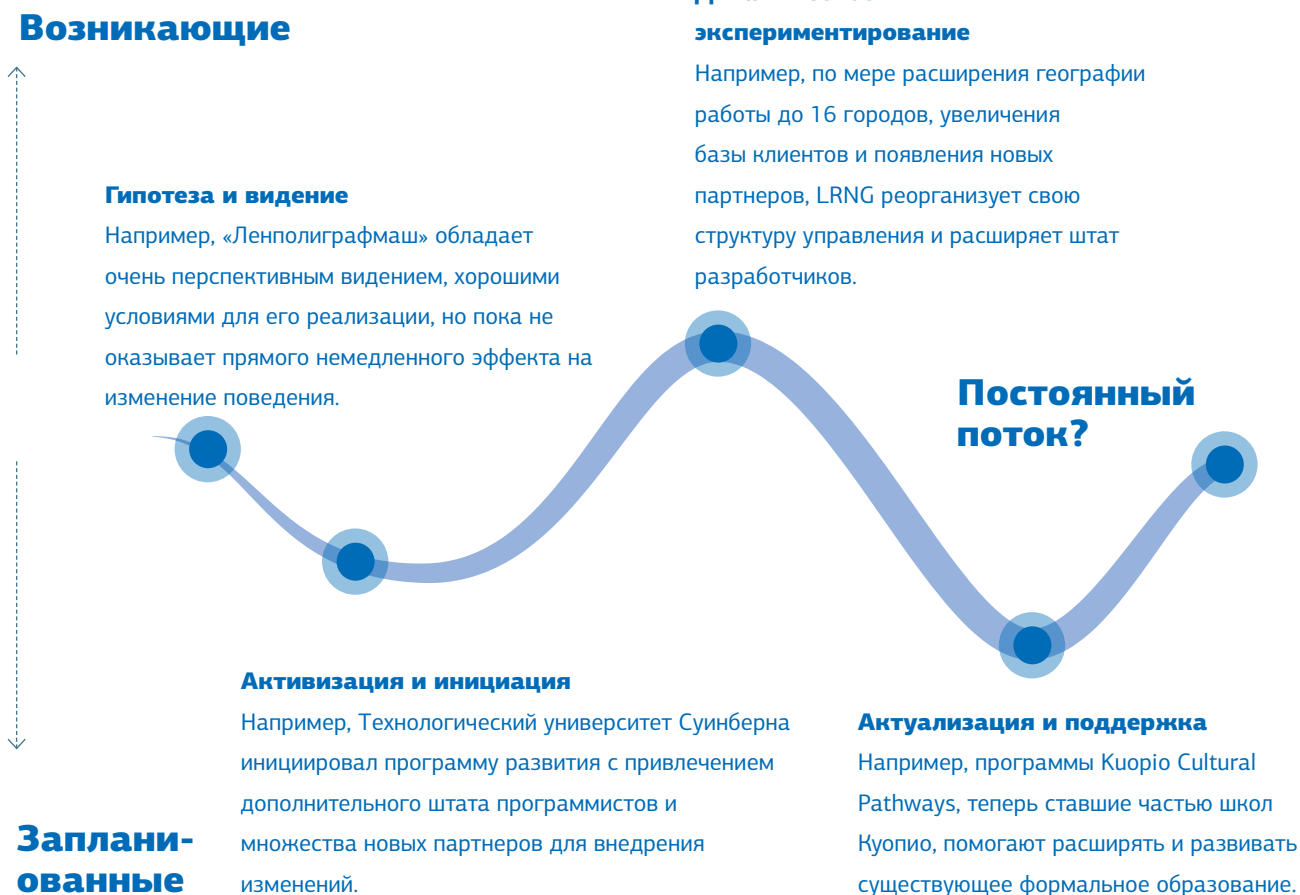 Возникающие
экспериментирование
Например, по мере расширения географии
работы до 16 городов, увеличения
базы клиентов и появления новых
партнеров, LRNG реорганизует свою
структуру управления и расширяет штат
разработчиков.
Гипотеза и видение
Например, «Ленполиграфмаш» обладает
очень перспективным видением, хорошими
условиями для его реализации, но пока не
оказывает прямого немедленного эффекта на
изменение поведения.
Постоянный
поток?
Активизация и инициация
Например, Технологический университет Суинберна
инициировал программу развития с привлечением
дополнительного штата программистов и
множества новых партнеров для внедрения
изменений.
Актуализация и поддержка
Например, программы Kuopio Cultural
Pathways, теперь ставшие частью школ
Куопио, помогают расширять и развивать
существующее формальное образование.
Заплани-
ованные